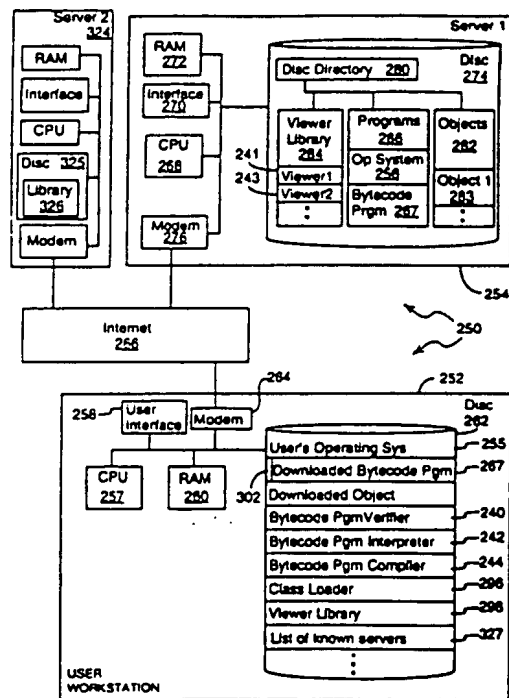 Server 2
324
RAM
Interface
CPU
Disc 325
Library
326
Modem
Server 1
RAM
272
Interface
270
CPU
268
Modem
276
Disc
274
Disc Directory 280
Viewer
Library
284
Viewer1
Viewer2
Programs
266
Op System
256
Bytecode
Prgm 267
Objects
262
Object 1
263
241
243
254
250
Internet
256
252
264
258
User
Interface
Modem
CPU
257
RAM
260
302
Disc
262
User's Operating Sys
255
Downloaded Bytecode Pgm
267
Downloaded Object
Bytecode PgmVerifier
240
Bytecode Pgm Interpreter
242
Bytecode Pgm Compiler
244
Class Loader
296
Viewer Library
298
List of known servers
327
USER
WORKSTATION